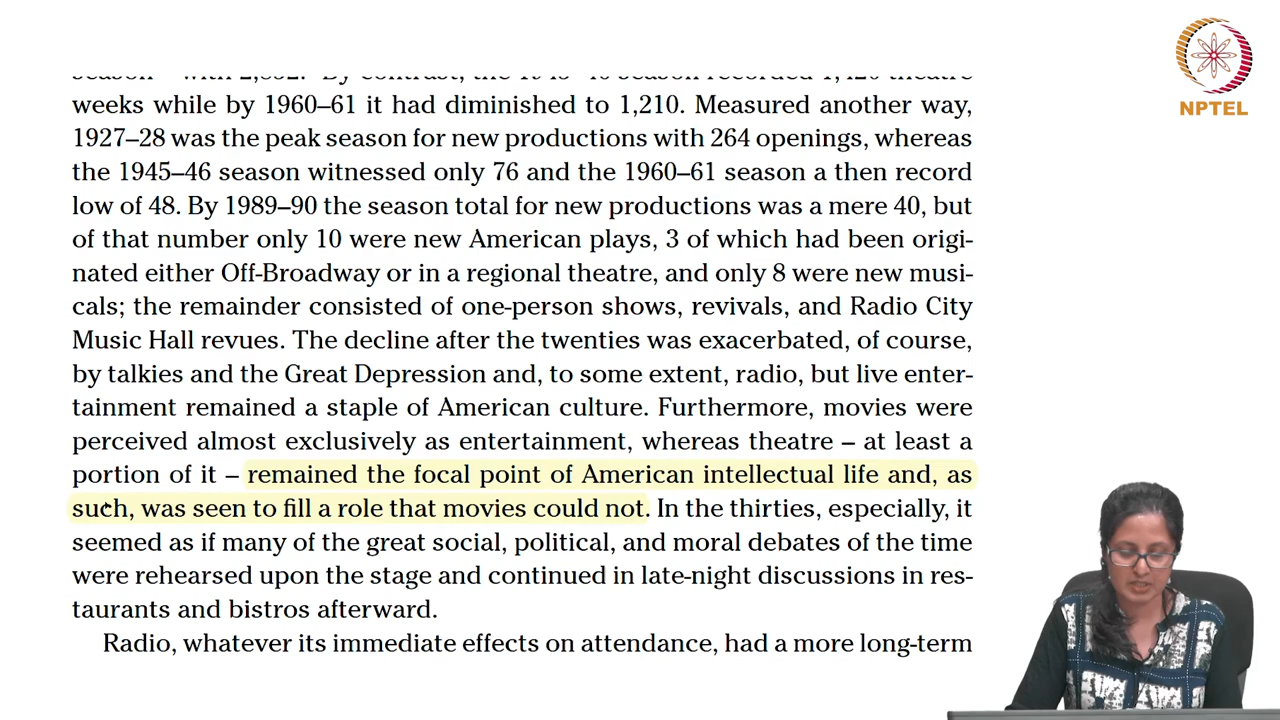 NPTEL
weeks while by 1960–61 it had diminished to 1,210. Measured another way,
1927–28 was the peak season for new productions with 264 openings, whereas
the 1945–46 season witnessed only 76 and the 1960–61 season a then record
low of 48. By 1989–90 the season total for new productions was a mere 40, but
of that number only 10 were new American plays, 3 of which had been origi-
nated either Off-Broadway or in a regional theatre, and only 8 were new musi-
cals; the remainder consisted of one-person shows, revivals, and Radio City
Music Hall revues. The decline after the twenties was exacerbated, of course,
by talkies and the Great Depression and, to some extent, radio, but live enter-
tainment remained a staple of American culture. Furthermore, movies were
perceived almost exclusively as entertainment, whereas theatre – at least a
portion of it – remained the focal point of American intellectual life and, as
such, was seen to fill a role that movies could not. In the thirties, especially, it
seemed as if many of the great social, political, and moral debates of the time
were rehearsed upon the stage and continued in late-night discussions in res-
taurants and bistros afterward.
Radio, whatever its immediate effects on attendance, had a more long-term